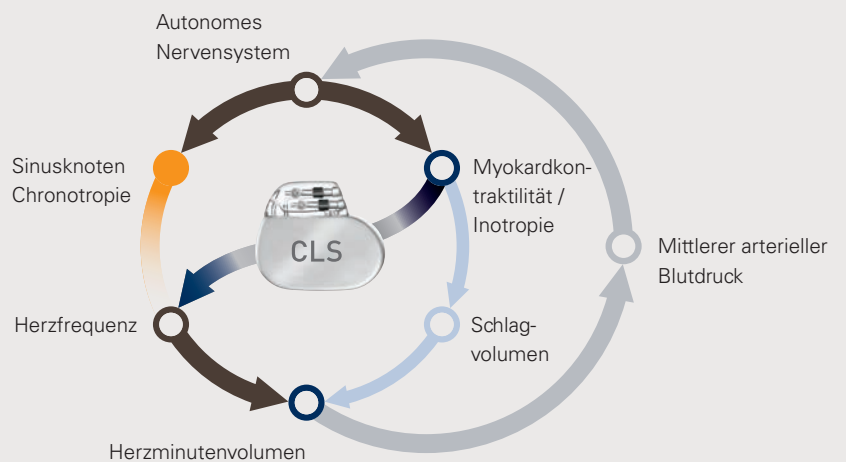 Autonomes
Nervensystem
Sinusknoten
Chronotropie
Myokardkon-
traktilität /
Inotropie
CLS
Mittlerer arterieller
Blutdruck
Herzfrequenz
Schlag-
volumen
Herzminutenvolumen